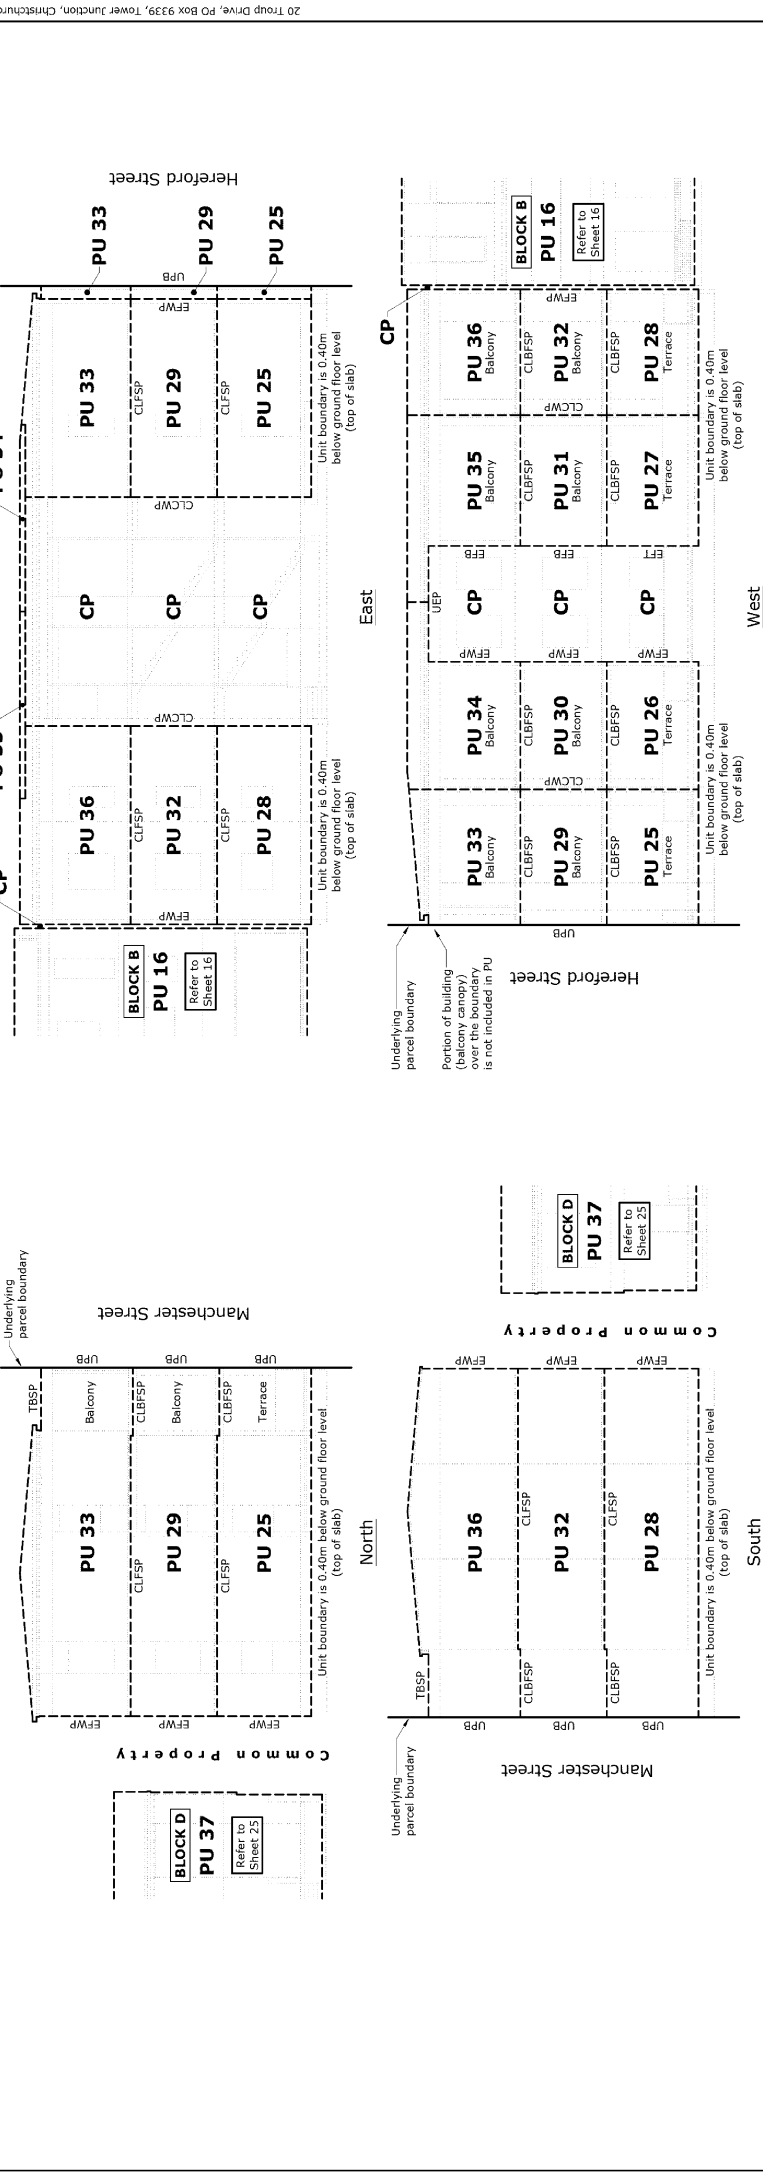 20 Troup Drive, PO Box 9339, Tower Junction, Christchurc
Underlying
parcel boundary
Manchester Street
UPB
UPB
UPB
TBSP
Balcony
CLBFSP
Balcony
CLBFSP
Terrace
PU 33
CLFSP
PU 29
CLFSP
PU 25
EFWP
EFWP
EFWP
Unit boundary is 0.40m below ground floor level
(top of slab)
Common Property
BLOCK D
PU 37
Refer to
Sheet 25
North
CP
BLOCK B
PU 16
Refer to
Sheet 16
EFWP
PU 36
CLFSP
PU 32
CLFSP
PU 28
Unit boundary is 0.40m
below ground floor level
(top of slab)
CLCWP
CP
CP
CP
CLCWP
PU 33
CLFSP
PU 29
CLFSP
PU 25
Unit boundary is 0.40m
below ground floor level
(top of slab)
EFWP
UPB
PU 33
PU 29
PU 25
Hereford Street
East
Underlying
parcel boundary
Manchester Street
UPB
UPB
UPB
TBSP
CLBFSP
CLBFSP
PU 36
CLFSP
PU 32
CLFSP
PU 28
EFWP
EFWP
EFWP
Unit boundary is 0.40m below ground floor level
(top of slab)
Common Property
BLOCK D
PU 37
Refer to
Sheet 25
South
Underlying
parcel boundary
Portion of building
(balcony canopy)
over the boundary
is not included in PU
Hereford Street
UPB
PU 33
Balcony
CLBFSP
PU 29
Balcony
CLBFSP
PU 25
Terrace
CLCWP
PU 34
Balcony
CLBFSP
PU 30
Balcony
CLBFSP
PU 26
Terrace
Unit boundary is 0.40m
below ground floor level
(top of slab)
EFWP
EFWP
EFWP
UEP
CP
CP
CP
EFB
EFB
EFT
PU 35
Balcony
CLBFSP
PU 31
Balcony
CLBFSP
PU 27
Terrace
CLCWP
PU 36
Balcony
CLBFSP
PU 32
Balcony
CLBFSP
PU 28
Terrace
Unit boundary is 0.40m
below ground floor level
(top of slab)
EFWP
CP
BLOCK B
PU 16
Refer to
Sheet 16
West